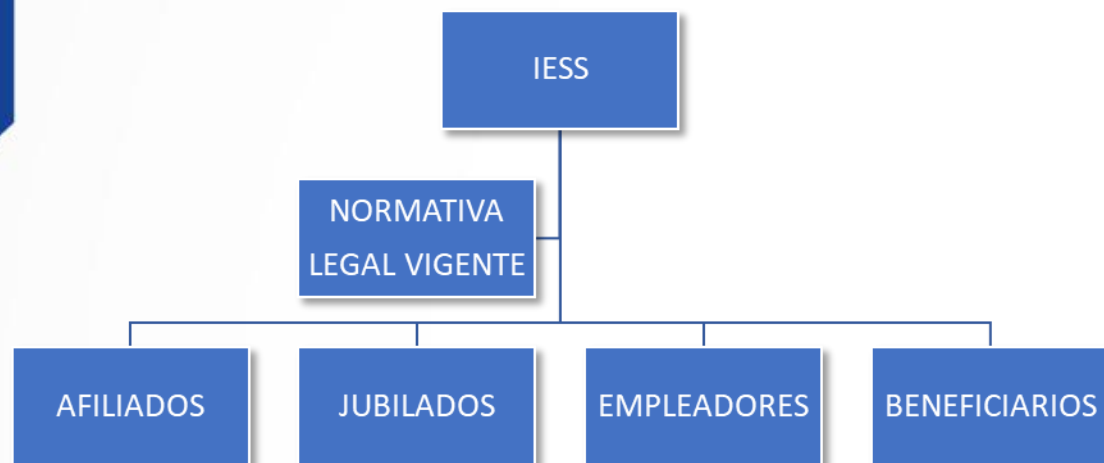 IESS
NORMATIVA
LEGAL VIGENTE
AFILIADOS
JUBILADOS
EMPLEADORES
BENEFICIARIOS